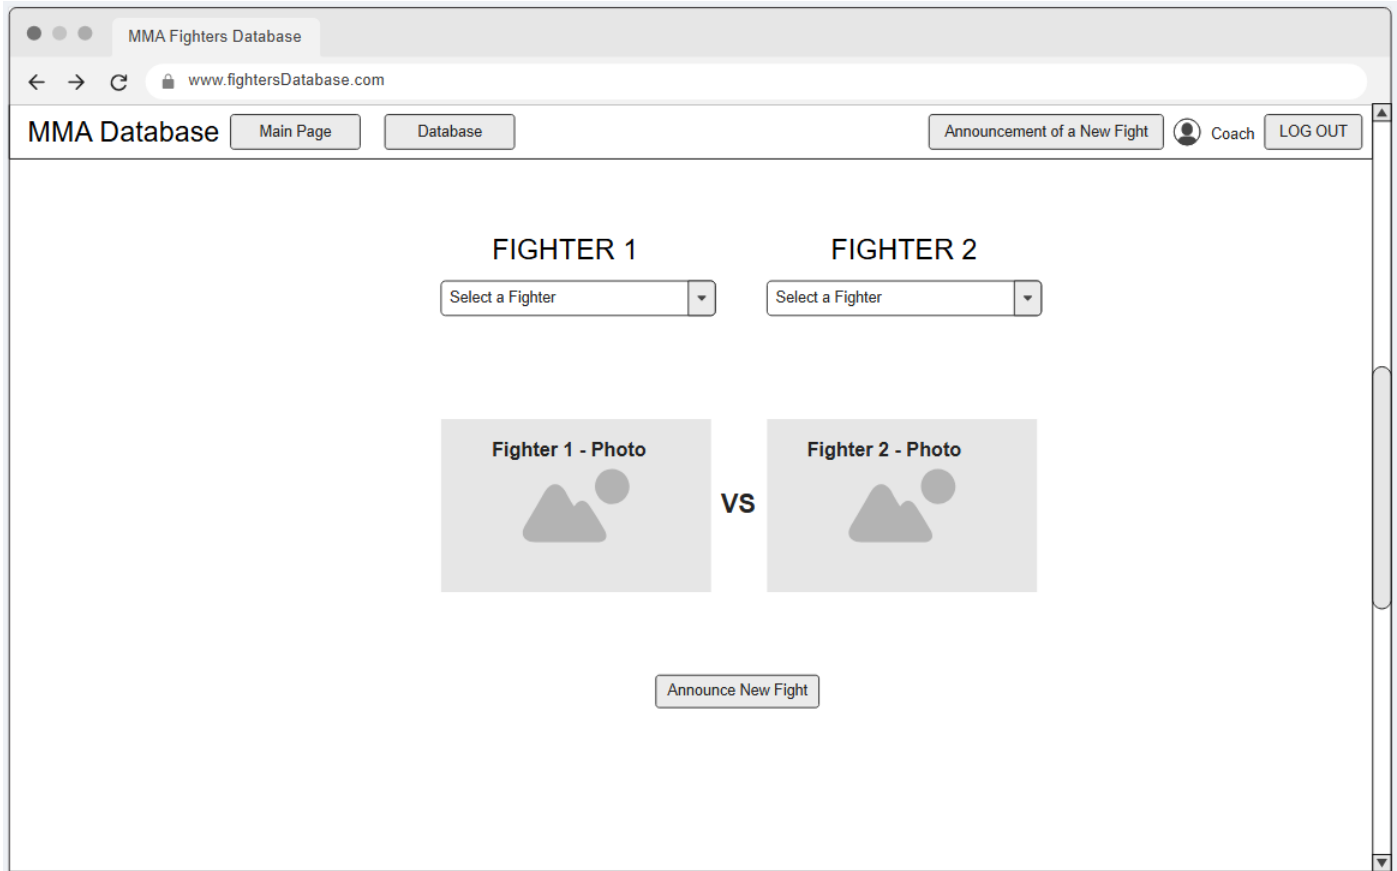 MMA Fighters Database
www.fightersDatabase.com
MMA Database Main Page Database Announcement of a New Fight Coach LOG OUT
FIGHTER 1 FIGHTER 2
Select a Fighter Select a Fighter
Fighter 1 - Photo Fighter 2 - Photo
VS
Announce New Fight